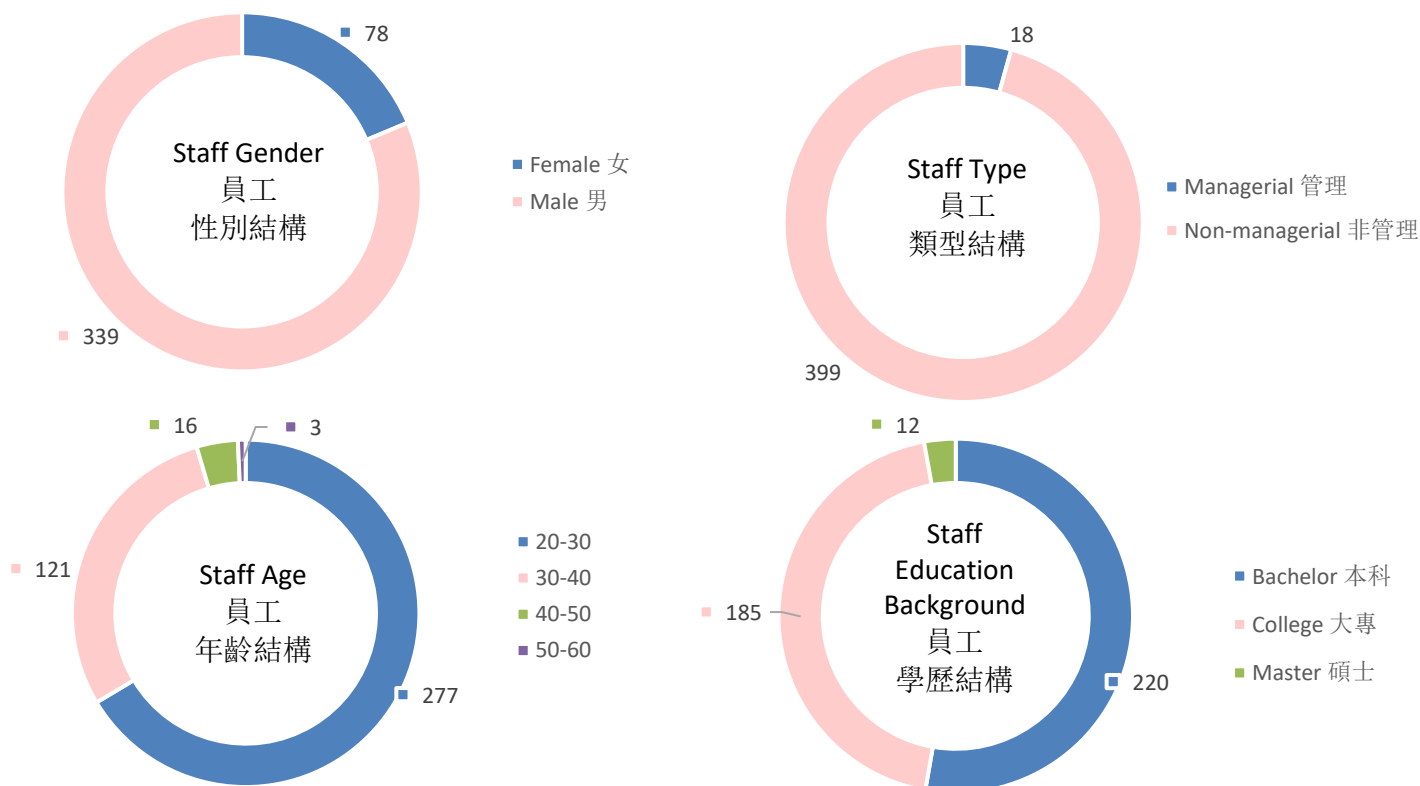 78
Staff Gender
員工
性別結構
Female 女
Male 男
339
18
Staff Type
員工
類型結構
Managerial 管理
Non-managerial 非管理
399
16
3
121
Staff Age
員工
年齡結構
20-30
30-40
40-50
50-60
277
12
185
Staff
Education
Background
員工
學歷結構
Bachelor 本科
College 大專
Master 碩士
220